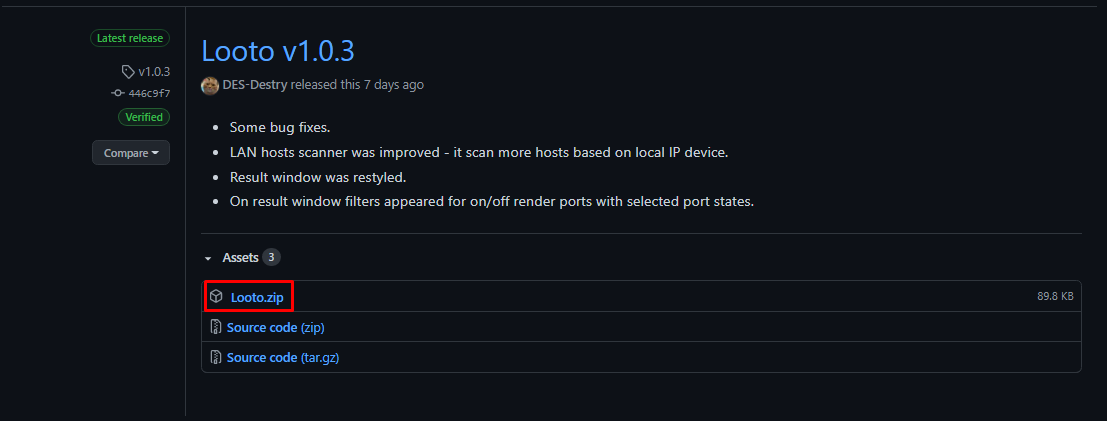 Latest release
v1.0.3
446c9f7
Verified
Compare
Looto v1.0.3
DES-Destry released this 7 days ago
Some bug fixes.
LAN hosts scanner was improved - it scan more hosts based on local IP device.
Result window was restyled.
On result window filters appeared for on/off render ports with selected port states.
Assets 3
Looto.zip 89.8 KB
Source code (zip)
Source code (tar.gz)